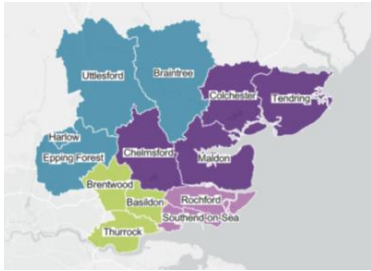 Uttlesford
Braintree
Colchester
Tendring
Harlow
Epping Forest
Chelmsford
Maldon
Brentwood
Basildon
Rochford
Southend-on-Sea
Thurrock